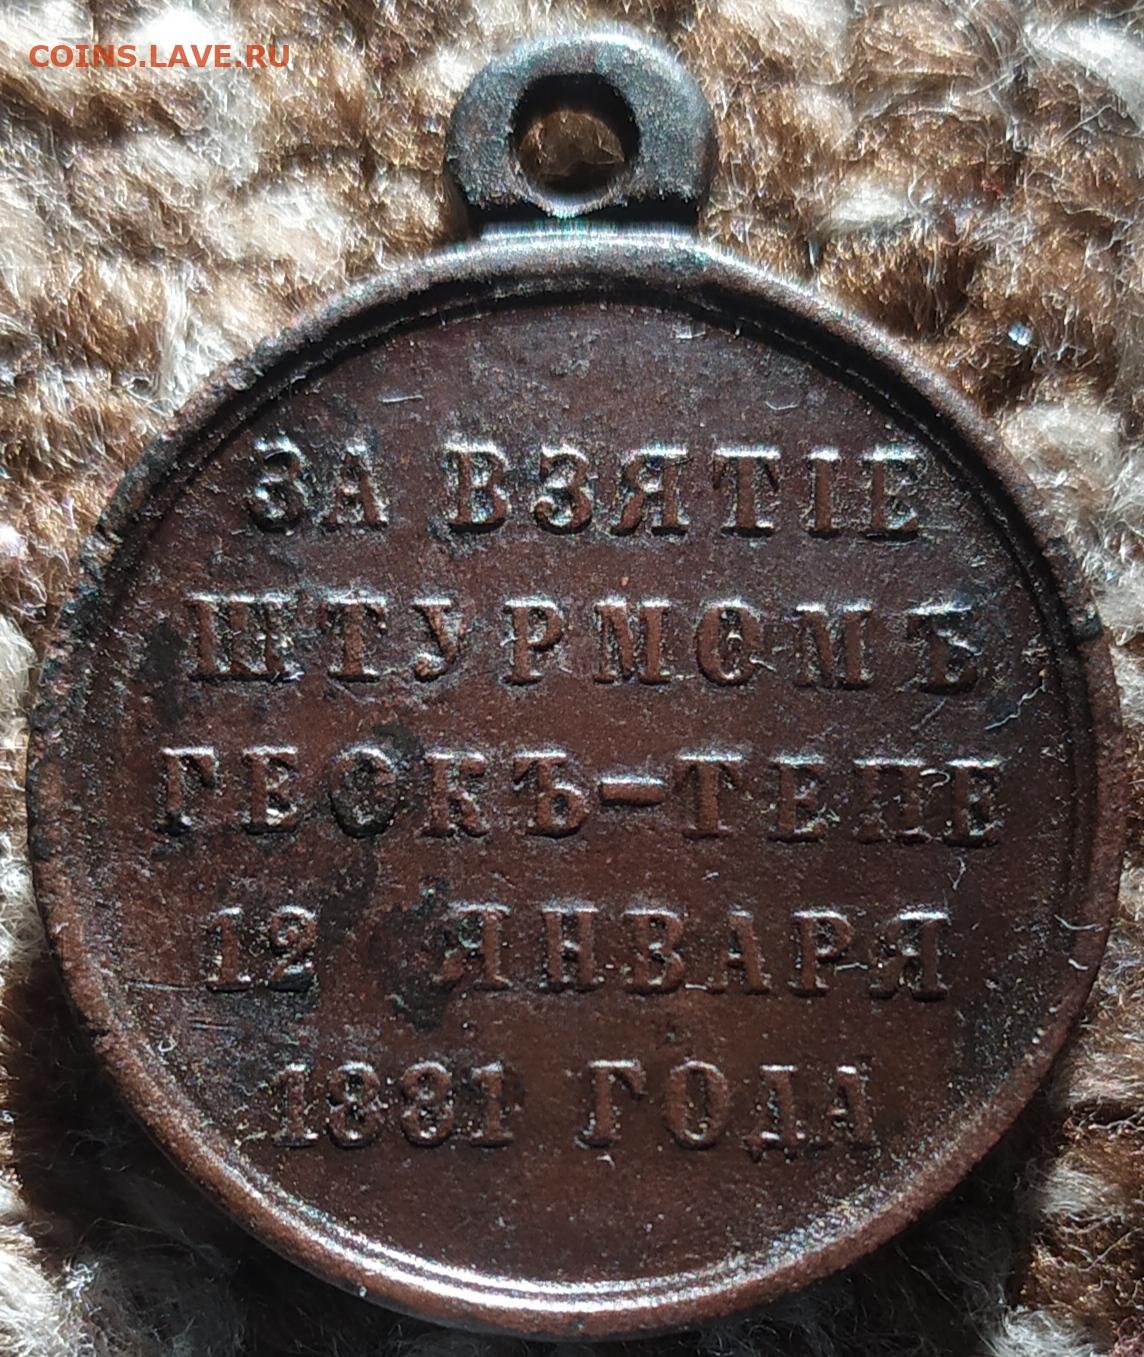 COINS.LAVE.RU
ЗА ВЗЯТІЕ
ШТУРМОМЪ
ГЕОКЪ-ТЕПЕ
12 ЯНВАРЯ
1881 ГОДА